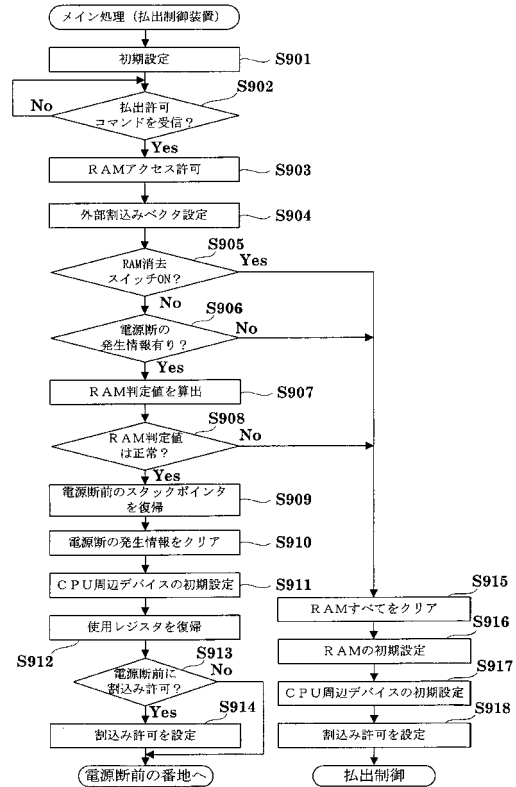 メイン処理（払出制御装置）
初期設定
S901
S902
No
払出許可
コマンドを受信？
Yes
ＲＡＭアクセス許可
S903
外部割込みベクタ設定
S904
S905
RAM消去
スイッチON？
Yes
No
S906
電源断の
発生情報有り？
No
Yes
ＲＡＭ判定値を算出
S907
S908
ＲＡＭ判定値
は正常？
No
Yes
電源断前のスタックポインタ
を復帰
S909
電源断の発生情報をクリア
S910
ＣＰＵ周辺デバイスの初期設定
S911
使用レジスタを復帰
S912
S913
電源断前に
割込み許可？
No
Yes
S914
割込み許可を設定
電源断前の番地へ
S915
ＲＡＭすべてをクリア
S916
ＲＡＭの初期設定
S917
ＣＰＵ周辺デバイスの初期設定
S918
割込み許可を設定
払出制御